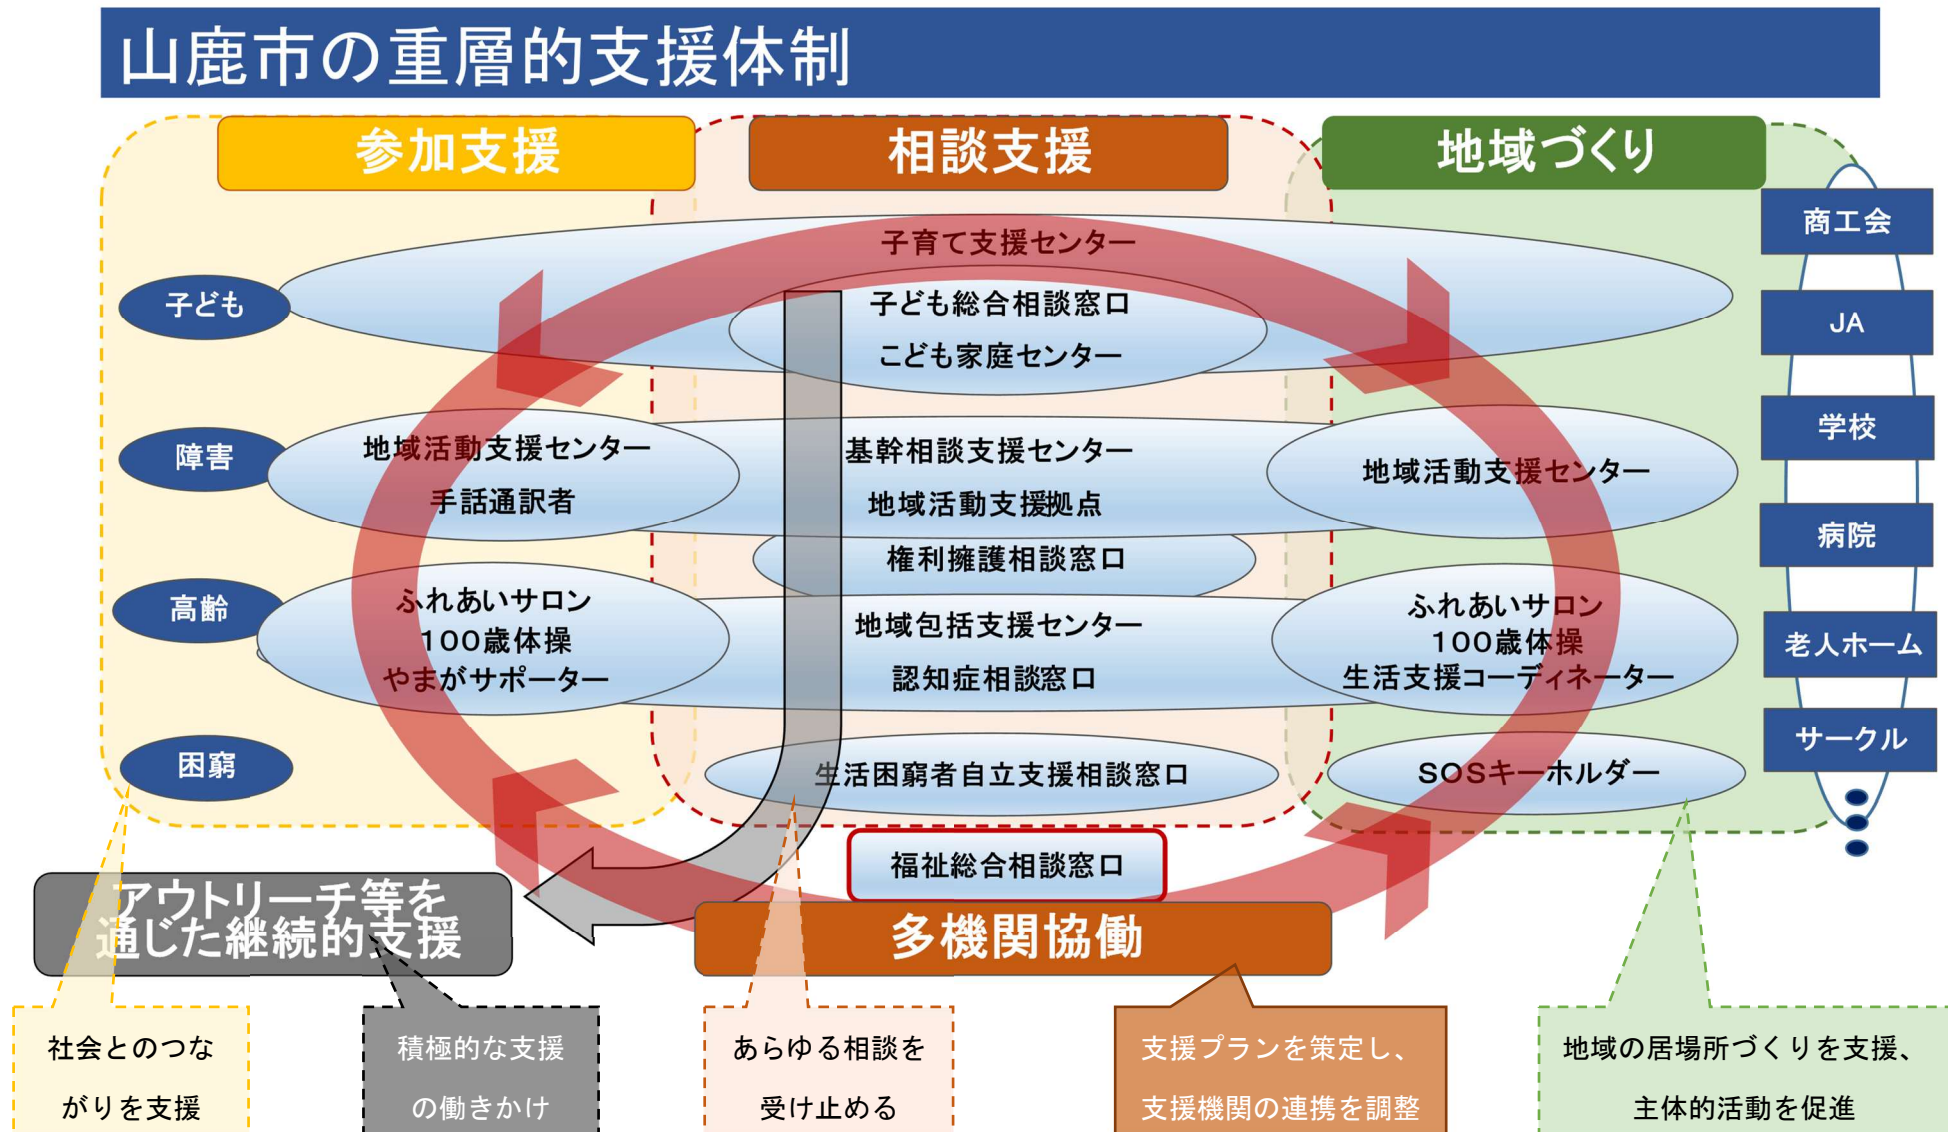 山鹿市の重層的支援体制
参加支援
相談支援
地域づくり
子ども
障害
高齢
困窮
子育て支援センター
子ども総合相談窓口
こども家庭センター
地域活動支援センター
手話通訳者
基幹相談支援センター
地域活動支援拠点
地域活動支援センター
権利擁護相談窓口
ふれあいサロン
100歳体操
やまがサポーター
地域包括支援センター
認知症相談窓口
ふれあいサロン
100歳体操
生活支援コーディネーター
生活困窮者自立支援相談窓口
SOSキーホルダー
商工会
JA
学校
病院
老人ホーム
サークル
福祉総合相談窓口
多機関協働
アウトリーチ等を
通じた継続的支援
社会とのつな
がりを支援
積極的な支援
の働きかけ
あらゆる相談を
受け止める
支援プランを策定し、
支援機関の連携を調整
地域の居場所づくりを支援、
主体的活動を促進